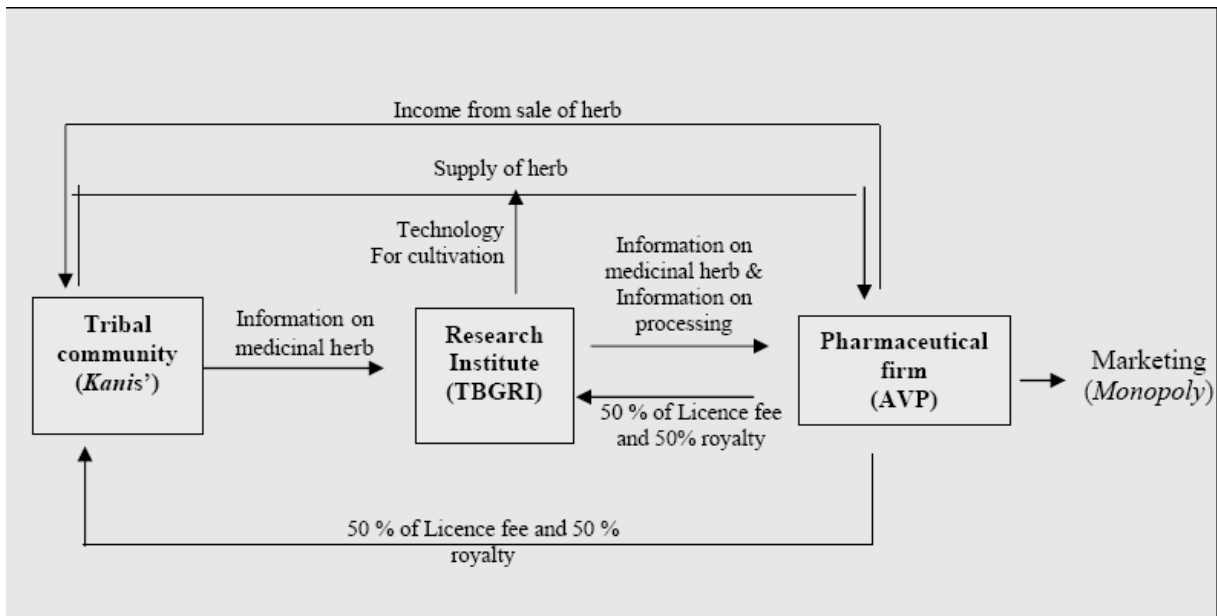 Income from sale of herb
Supply of herb
Technology
For cultivation
Information on
medicinal herb &
Information on
processing
Tribal
community
(Kanis’)
Information on
medicinal herb
Research
Institute
(TBGRI)
Pharmaceutical
firm
(AVP)
Marketing
(Monopoly)
50 % of Licence fee
and 50% royalty
50 % of Licence fee and 50 %
royalty